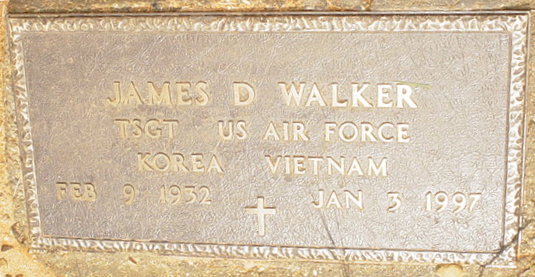 JAMES D WALKER
TSGT US AIR FORCE
KOREA VIETNAM
FEB 9 1932 JAN 3 1997